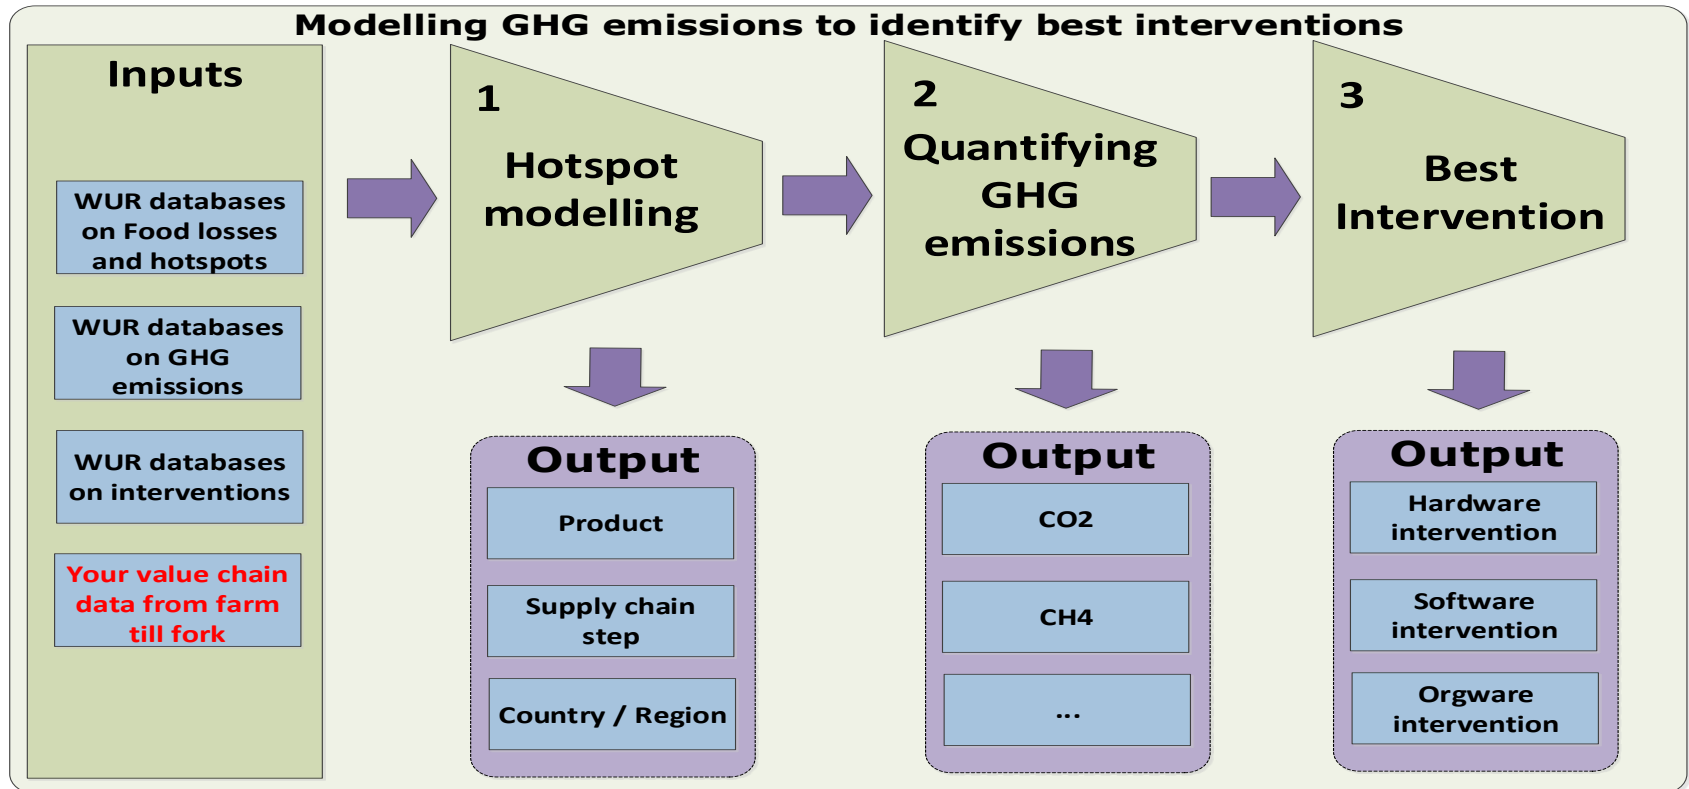 Modelling GHG emissions to identify best interventions
Inputs
WUR databases
on Food losses
and hotspots
WUR databases
on GHG
emissions
WUR databases
on interventions
Your value chain
data from farm
till fork
1
Hotspot
modelling
2
Quantifying
GHG
emissions
3
Best
Intervention
Output
Product
Supply chain
step
Country / Region
Output
CO2
CH4
...
Output
Hardware
intervention
Software
intervention
Orgware
intervention